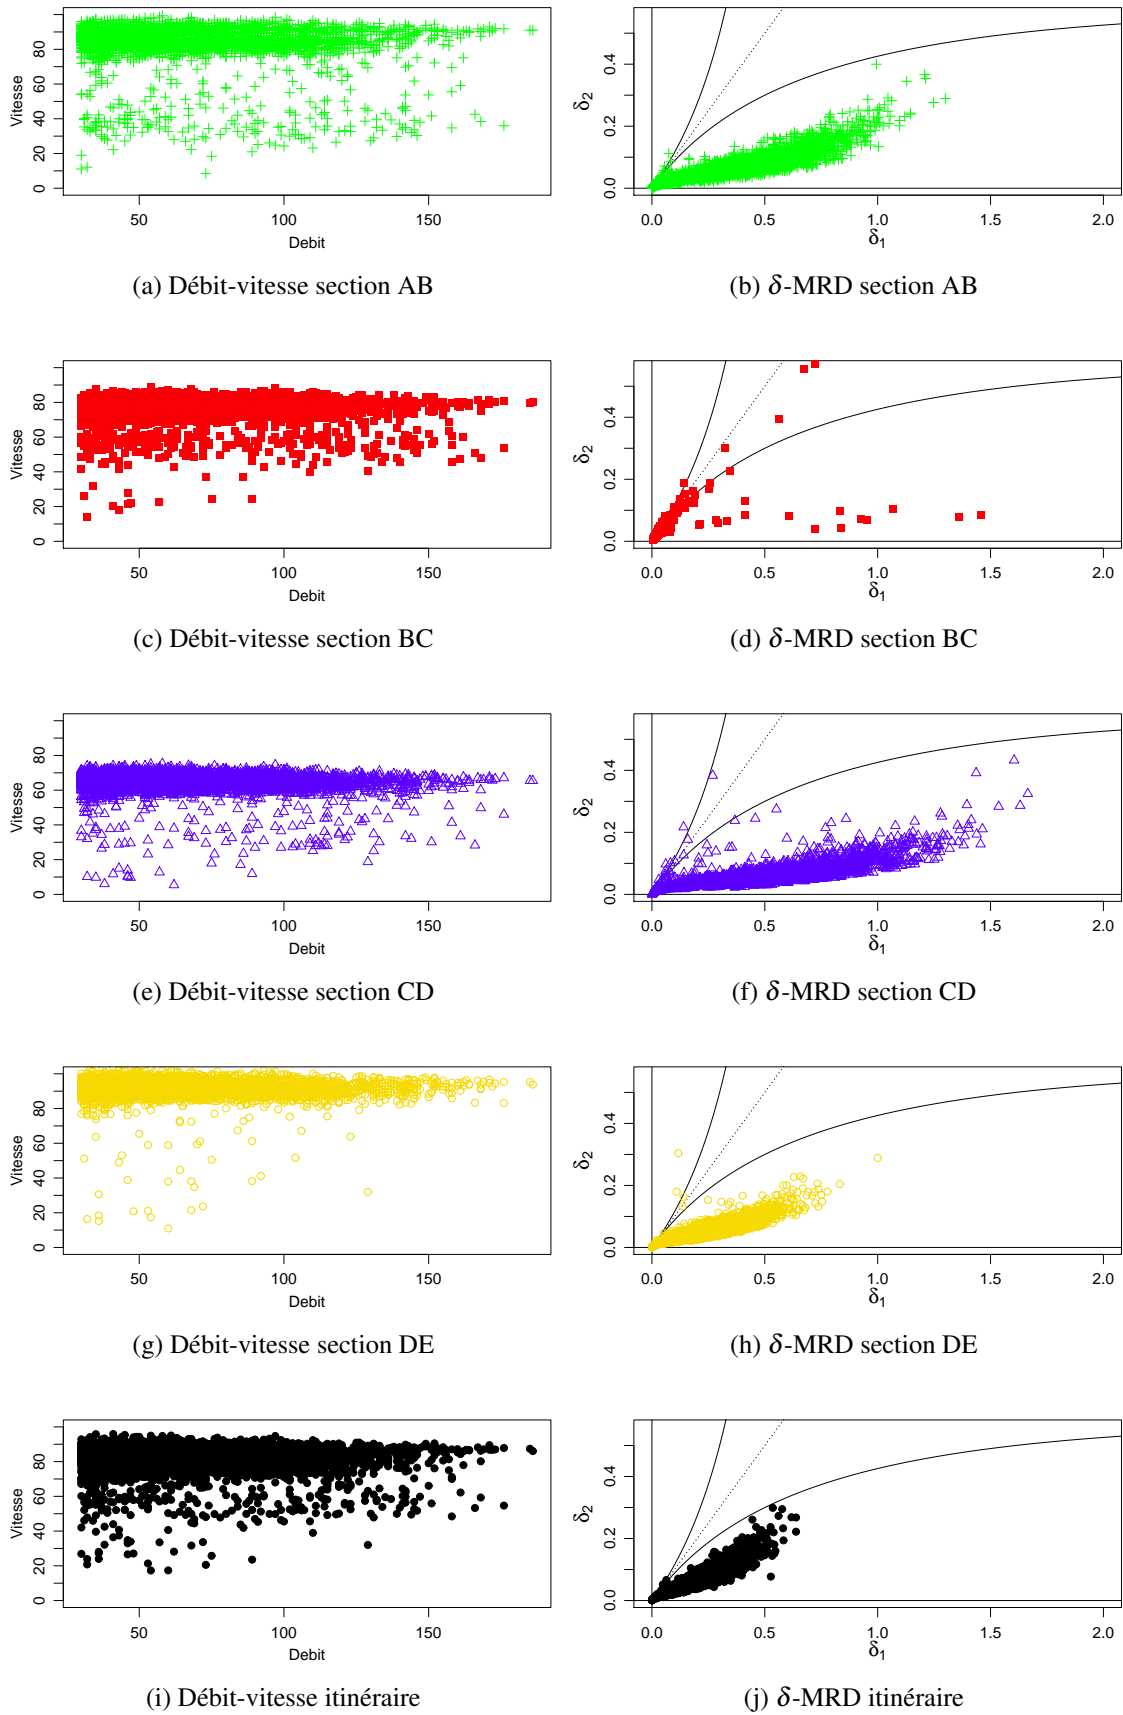 Vitesse
0 20 40 60 80
50 100 150
Debit
(a) Débit-vitesse section AB
δ2
0.0 0.2 0.4
0.0 0.5 1.0 1.5 2.0
δ1
(b) δ-MRD section AB
Vitesse
0 20 40 60 80
50 100 150
Debit
(c) Débit-vitesse section BC
δ2
0.0 0.2 0.4
0.0 0.5 1.0 1.5 2.0
δ1
(d) δ-MRD section BC
Vitesse
0 20 40 60 80
50 100 150
Debit
(e) Débit-vitesse section CD
δ2
0.0 0.2 0.4
0.0 0.5 1.0 1.5 2.0
δ1
(f) δ-MRD section CD
Vitesse
0 20 40 60 80
50 100 150
Debit
(g) Débit-vitesse section DE
δ2
0.0 0.2 0.4
0.0 0.5 1.0 1.5 2.0
δ1
(h) δ-MRD section DE
Vitesse
0 20 40 60 80
50 100 150
Debit
(i) Débit-vitesse itinéraire
δ2
0.0 0.2 0.4
0.0 0.5 1.0 1.5 2.0
δ1
(j) δ-MRD itinéraire